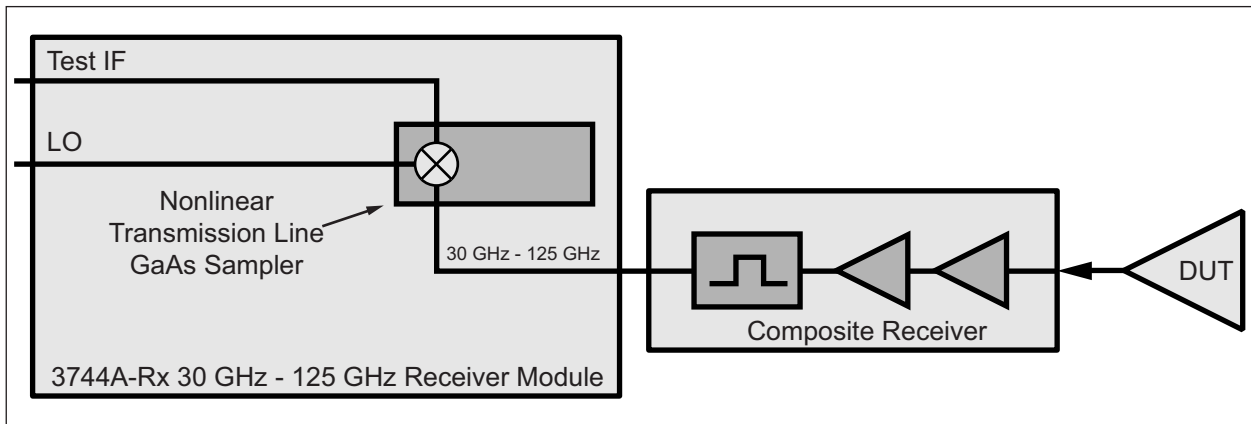 Test IF
LO
Nonlinear
Transmission Line
GaAs Sampler
30 GHz - 125 GHz
DUT
Composite Receiver
3744A-Rx 30 GHz - 125 GHz Receiver Module